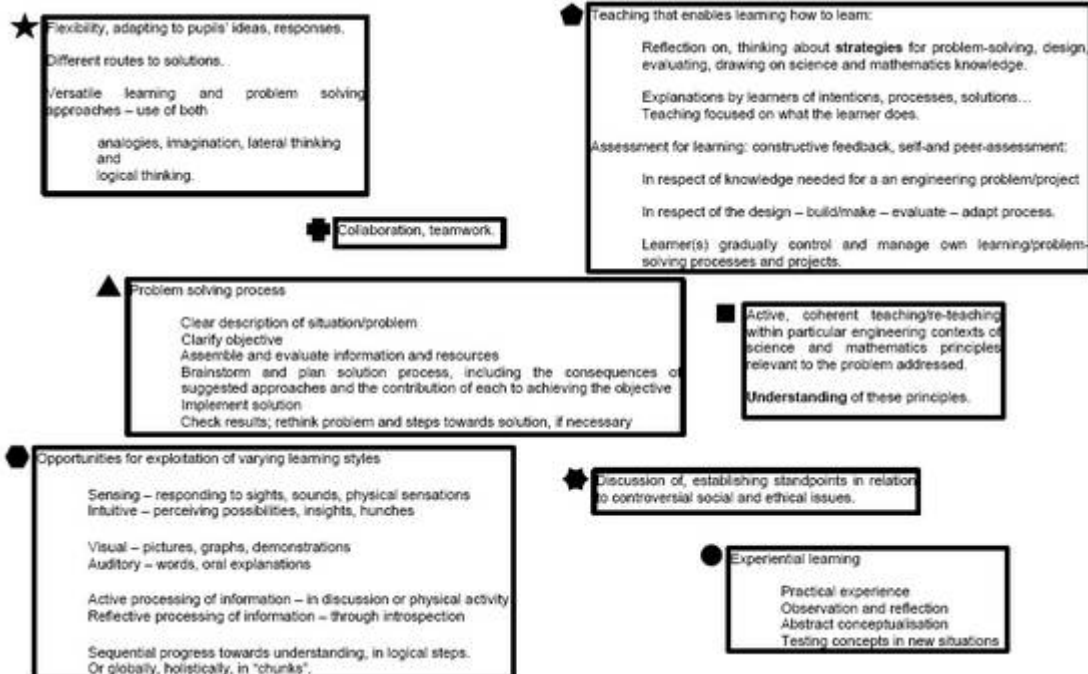 Flexibility, adapting to pupils' ideas, responses.
Different routes to solutions.
Versatile learning and problem solving
approaches – use of both
analogies, imagination, lateral thinking
and
logical thinking.
Teaching that enables learning how to learn:
Reflection on, thinking about strategies for problem-solving, design,
evaluating, drawing on science and mathematics knowledge.
Explanations by learners of intentions, processes, solutions…
Teaching focused on what the learner does.
Assessment for learning: constructive feedback, self-and peer-assessment:
In respect of knowledge needed for a an engineering problem/project
In respect of the design – build/make – evaluate – adapt process.
Learner(s) gradually control and manage own learning/problem-
solving processes and projects.
Collaboration, teamwork.
Problem solving process
Clear description of situation/problem
Clarify objective
Assemble and evaluate information and resources
Brainstorm and plan solution process, including the consequences of
suggested approaches and the contribution of each to achieving the objective
Implement solution
Check results; rethink problem and steps towards solution, if necessary
Active, coherent teaching/re-teaching
within particular engineering contexts of
science and mathematics principles
relevant to the problem addressed.
Understanding of these principles.
Opportunities for exploitation of varying learning styles
Sensing – responding to sights, sounds, physical sensations
Intuitive – perceiving possibilities, insights, hunches
Visual – pictures, graphs, demonstrations
Auditory – words, oral explanations
Active processing of information – in discussion or physical activity
Reflective processing of information – through introspection
Sequential progress towards understanding, in logical steps.
Or globally, holistically, in "chunks".
Discussion of, establishing standpoints in relation
to controversial social and ethical issues.
Experiential learning
Practical experience
Observation and reflection
Abstract conceptualisation
Testing concepts in new situations